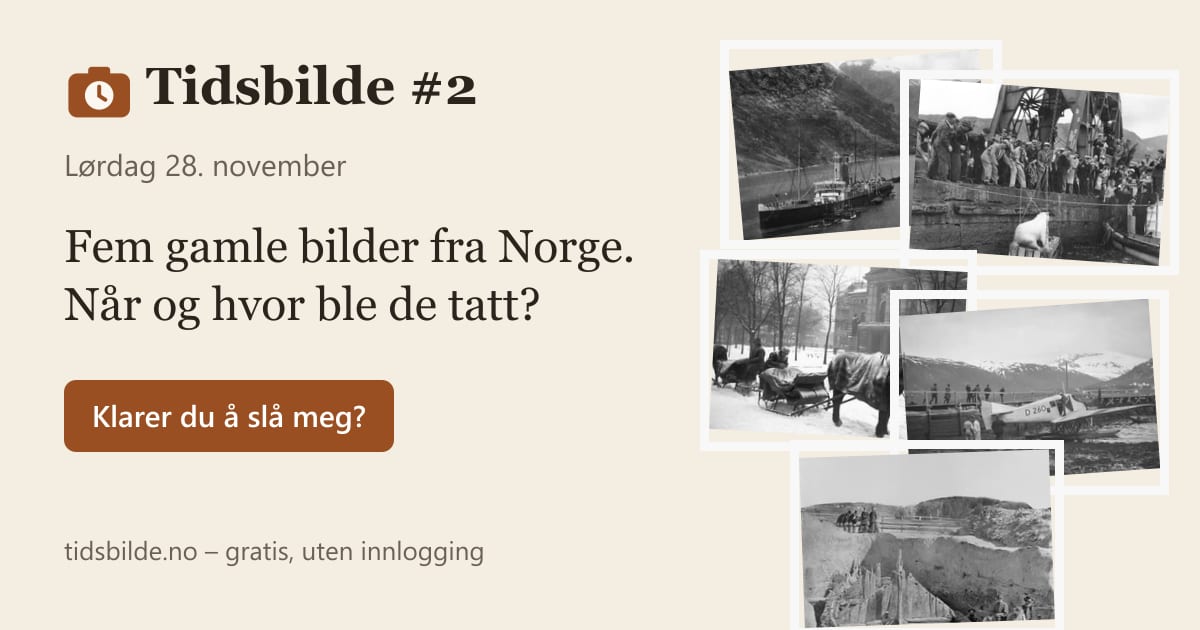 Tidsbilde #2
Lørdag 28. november
Fem gamle bilder fra Norge.
Når og hvor ble de tatt?
Klarer du å slå meg?
tidsbilde.no – gratis, uten innlogging
D 260